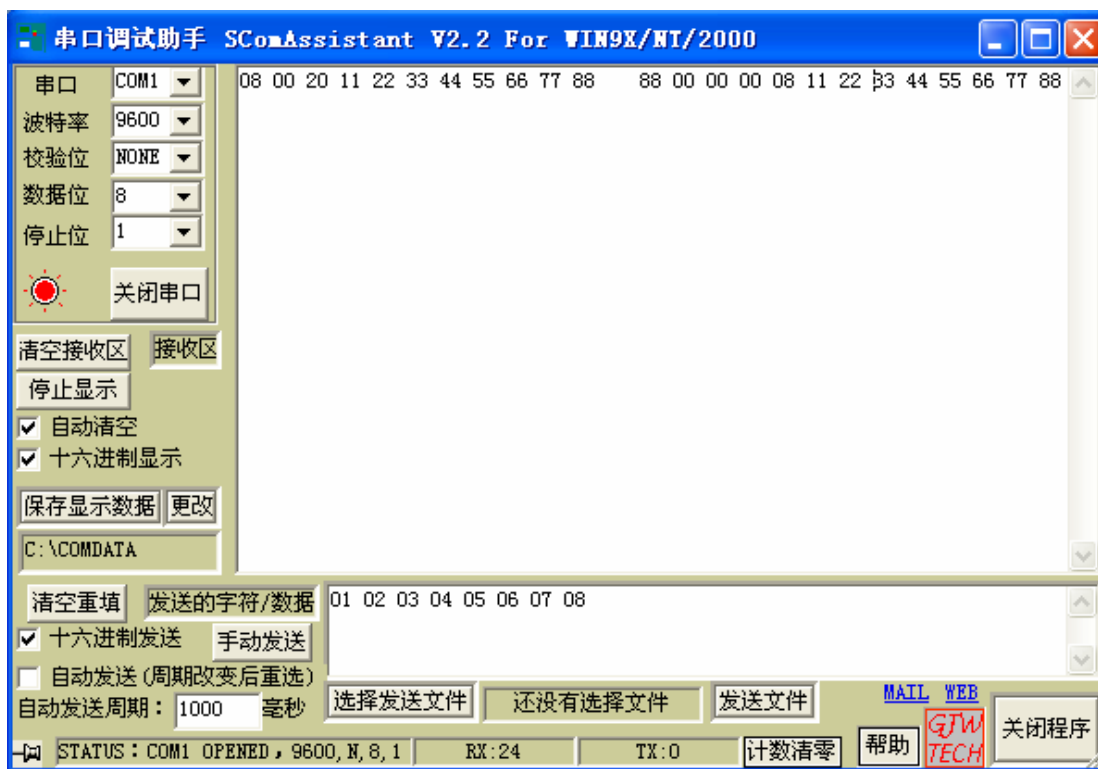 串口调试助手 SComAssistant V2.2 For WIN9X/NT/2000
串口 COM1
波特率 9600
校验位 NONE
数据位 8
停止位 1
关闭串口
08 00 20 11 22 33 44 55 66 77 88 88 00 00 00 08 11 22 33 44 55 66 77 88
清空接收区 接收区
停止显示
自动清空
十六进制显示
保存显示数据 更改
C:\COMDATA
清空重填 发送的字符/数据
01 02 03 04 05 06 07 08
十六进制发送 手动发送
自动发送(周期改变后重选)
自动发送周期：1000 毫秒
选择发送文件 还没有选择文件 发送文件
MAIL WEB
GJW
TECH
关闭程序
STATUS：COM1 OPENED，9600,N,8,1 RX:24 TX:0 计数清零 帮助